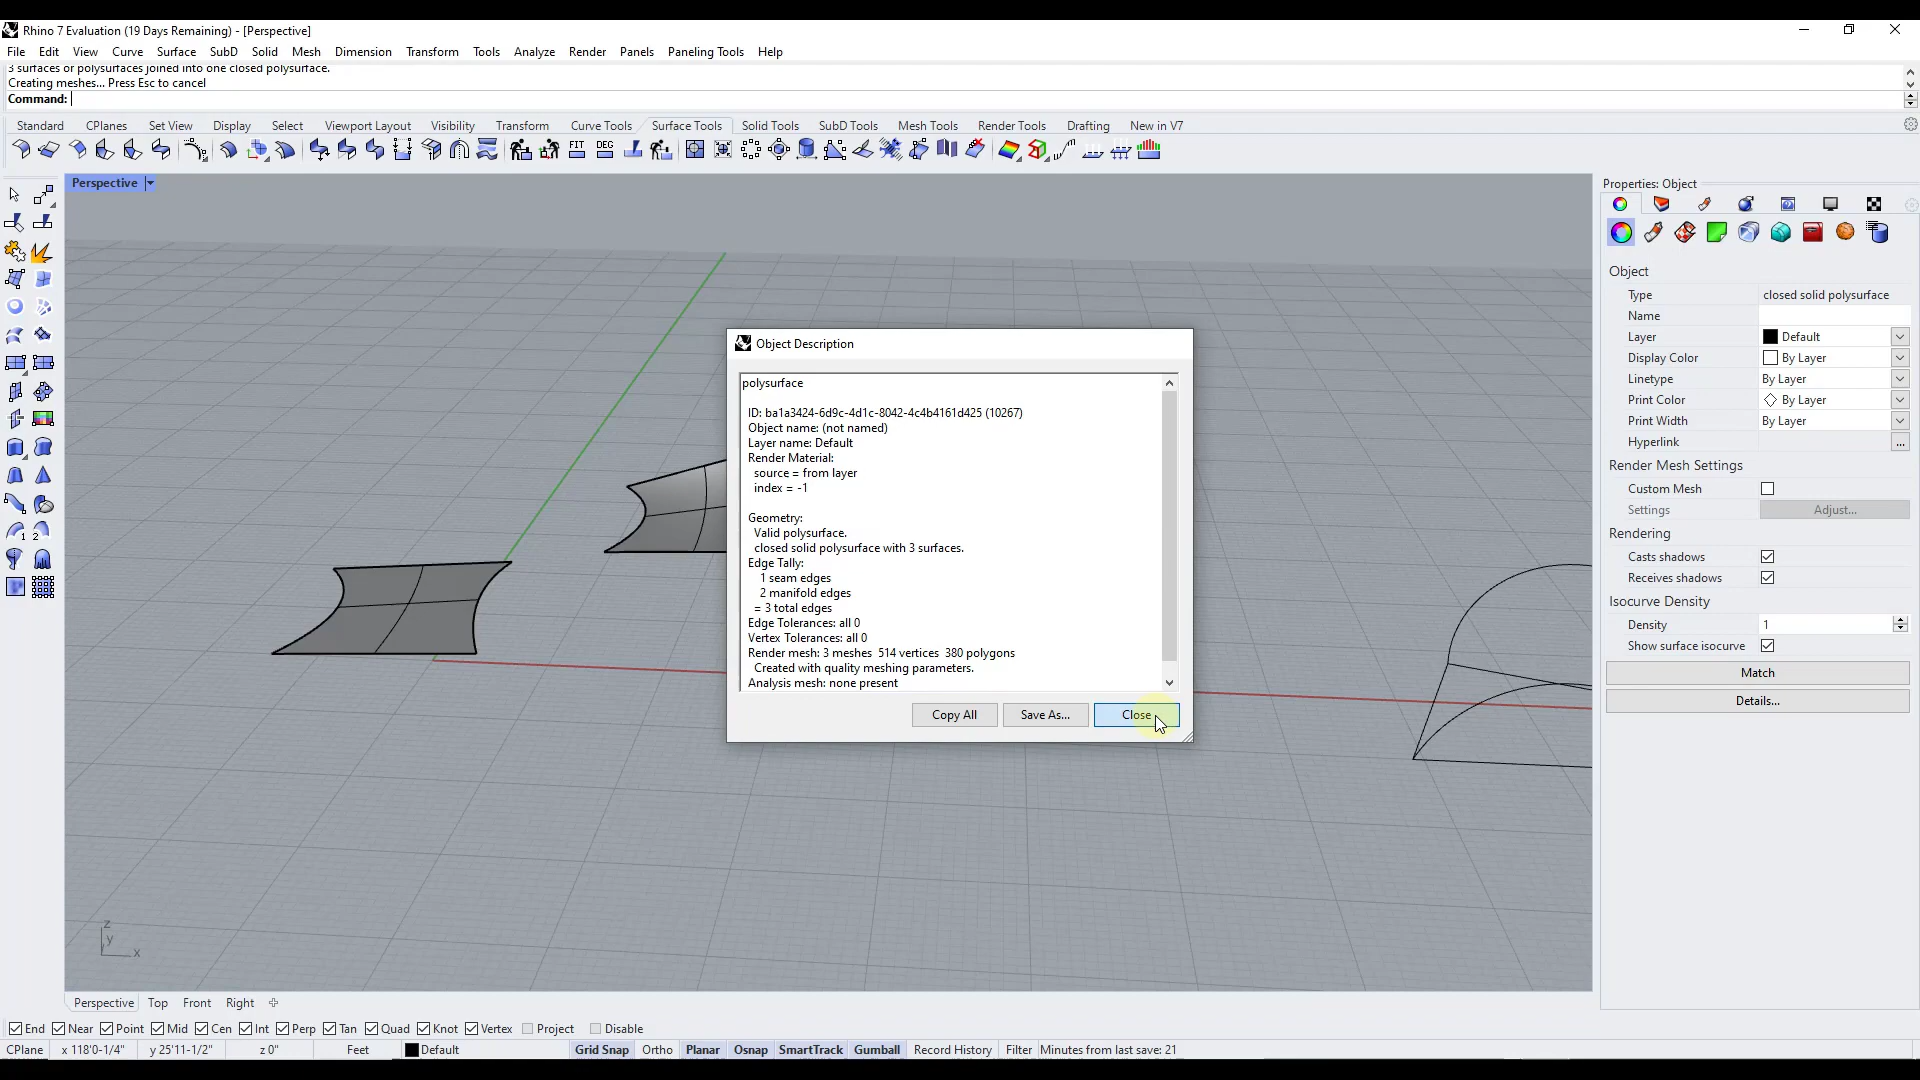 Rhino 7 Evaluation (19 Days Remaining) - [Perspective]
File Edit View Curve Surface SubD Solid Mesh Dimension Transform Tools Analyze Render Panels Paneling Tools Help
3 surfaces or polysurfaces joined into one closed polysurface.
Creating meshes... Press Esc to cancel
Command:
Standard CPlanes Set View Display Select Viewport Layout Visibility Transform Curve Tools Surface Tools Solid Tools SubD Tools Mesh Tools Render Tools Drafting New in V7
FIT DEG
Perspective
Properties: Object
Object
Type closed solid polysurface
Name
Layer Default
Display Color By Layer
Linetype By Layer
Print Color By Layer
Print Width By Layer
Hyperlink ...
Render Mesh Settings
Custom Mesh
Settings Adjust...
Rendering
Casts shadows
Receives shadows
Isocurve Density
Density 1
Show surface isocurve
Match
Details...
Object Description
polysurface
ID: ba1a3424-6d9c-4d1c-8042-4c4b4161d425 (10267)
Object name: (not named)
Layer name: Default
Render Material:
source = from layer
index = -1
Geometry:
Valid polysurface.
closed solid polysurface with 3 surfaces.
Edge Tally:
1 seam edges
2 manifold edges
= 3 total edges
Edge Tolerances: all 0
Vertex Tolerances: all 0
Render mesh: 3 meshes 514 vertices 380 polygons
Created with quality meshing parameters.
Analysis mesh: none present
Copy All Save As... Close
z
y
x
Perspective Top Front Right
End Near Point Mid Cen Int Perp Tan Quad Knot Vertex Project Disable
CPlane x 118'0-1/4" y 25'11-1/2" z 0" Feet Default Grid Snap Ortho Planar Osnap SmartTrack Gumball Record History Filter Minutes from last save: 21